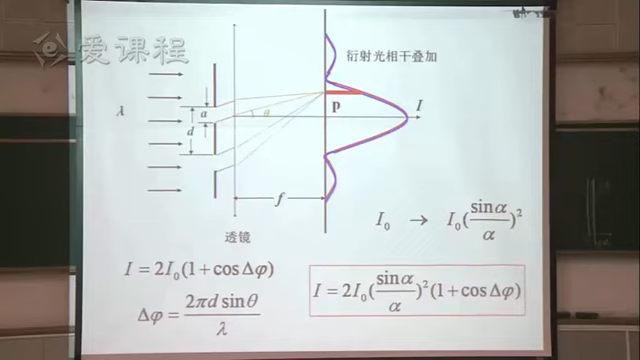 爱课程
衍射光相干叠加
λ
a
d
θ
p
I
f
透镜
I₀ → I₀(sinα/α)²
I = 2I₀(1+cosΔφ)
Δφ = 2πd sinθ/λ
I = 2I₀(sinα/α)²(1+cosΔφ)